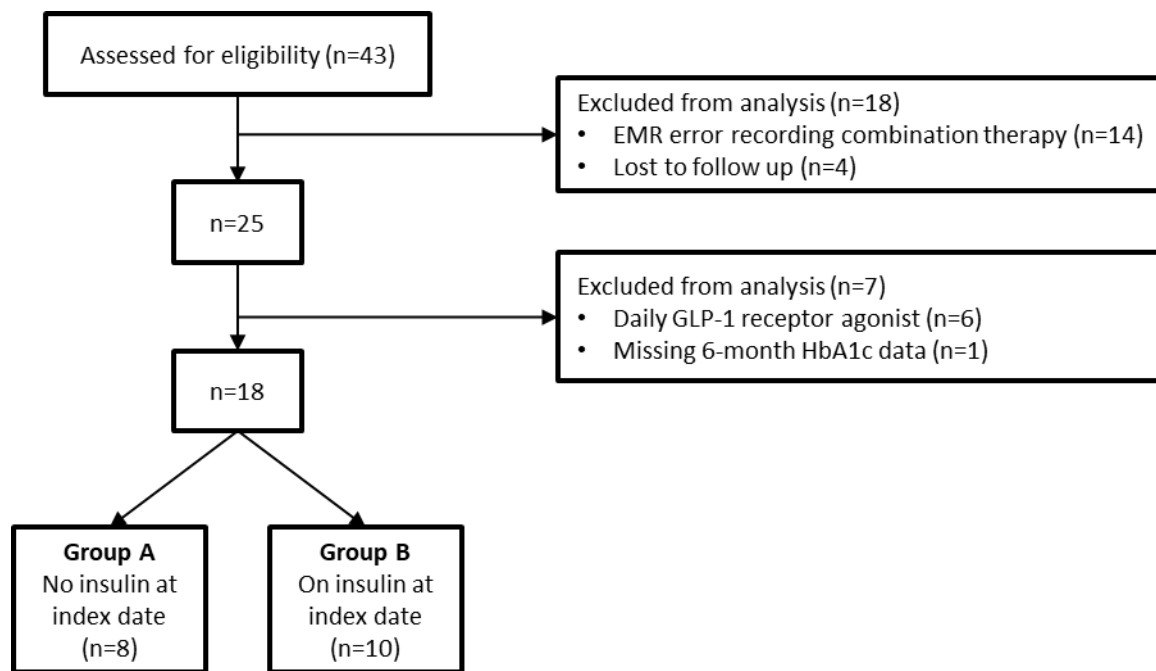 Assessed for eligibility (n=43)
Excluded from analysis (n=18)
• EMR error recording combination therapy (n=14)
• Lost to follow up (n=4)
n=25
Excluded from analysis (n=7)
• Daily GLP-1 receptor agonist (n=6)
• Missing 6-month HbA1c data (n=1)
n=18
Group A
No insulin at
index date
(n=8)
Group B
On insulin at
index date
(n=10)